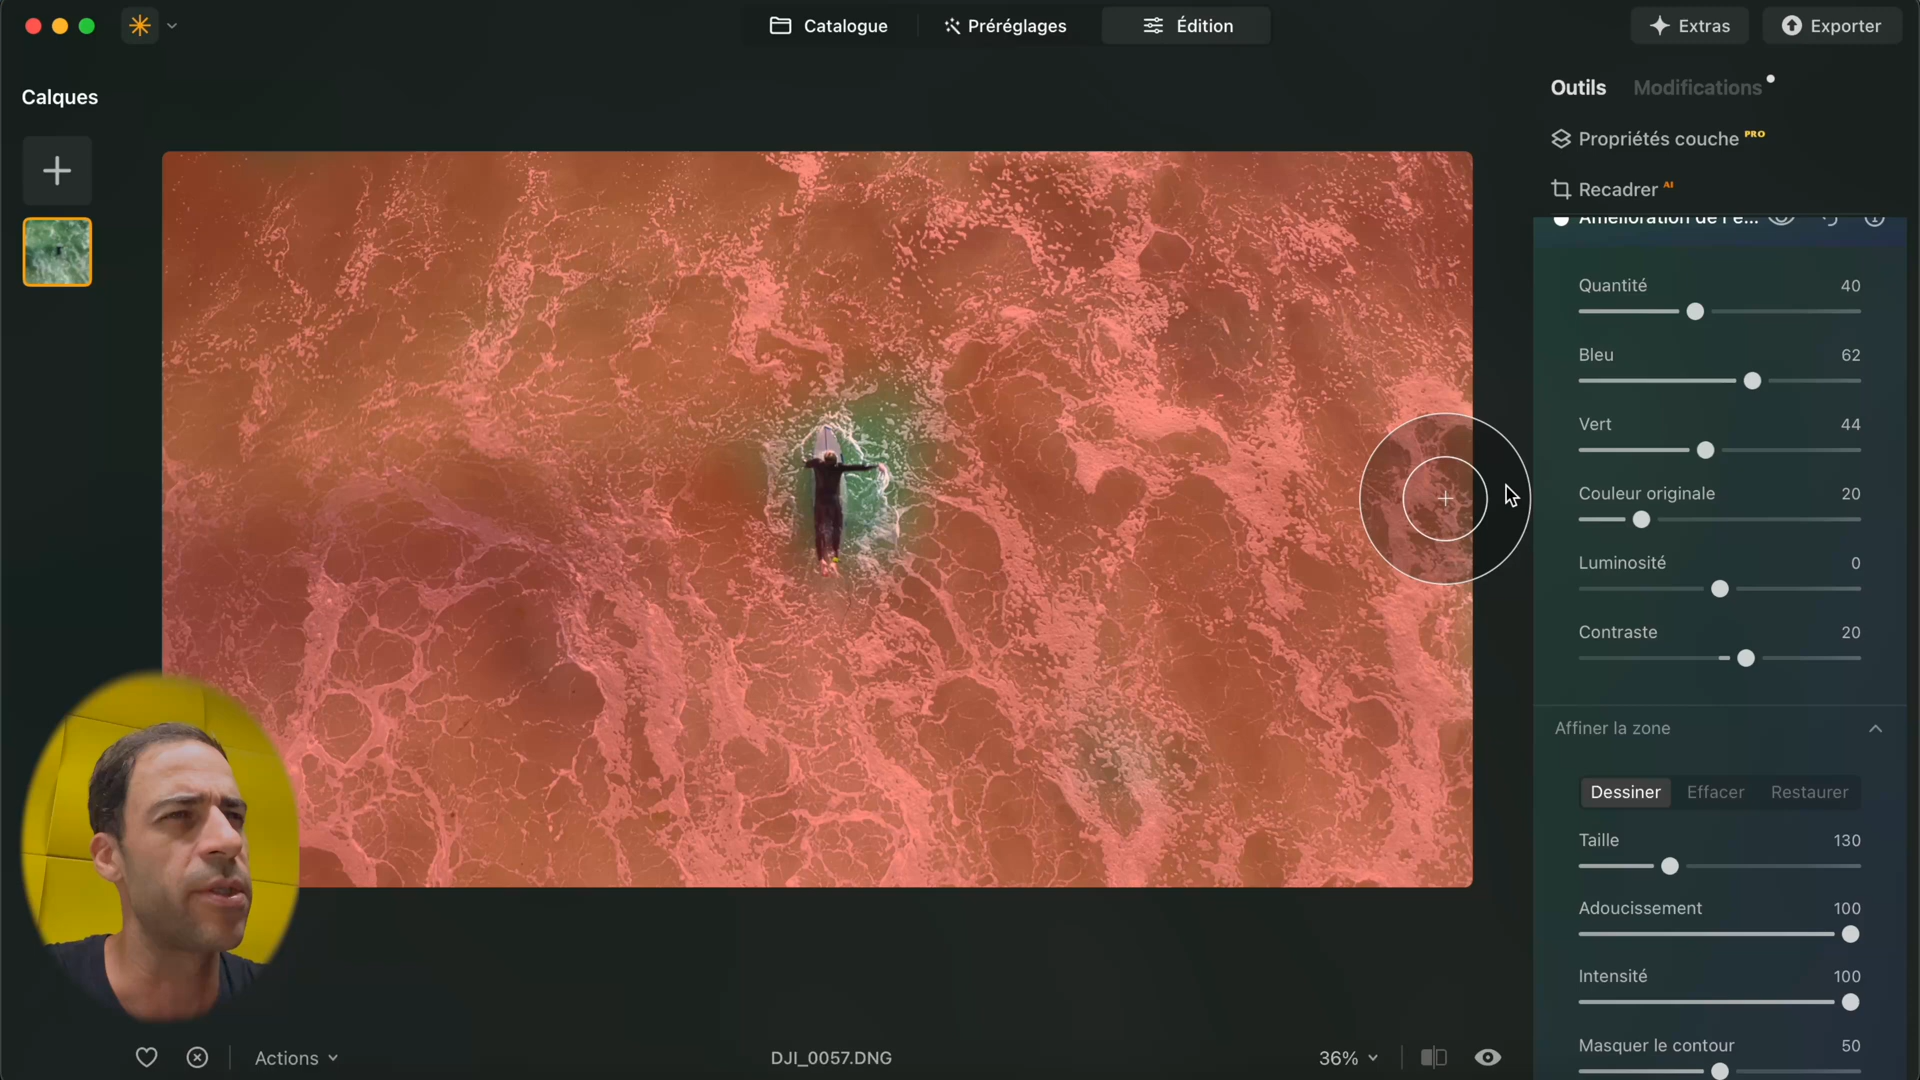 Catalogue
Préréglages
Édition
Extras
Exporter
Calques
Outils
Modifications
Propriétés couche PRO
Recadrer AI
Amélioration de l'e...
Quantité 40
Bleu 62
Vert 44
Couleur originale 20
Luminosité 0
Contraste 20
Affiner la zone
Dessiner Effacer Restaurer
Taille 130
Adoucissement 100
Intensité 100
Masquer le contour 50
Actions
DJI_0057.DNG
36%